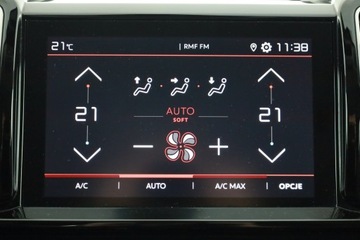 21°C RMF FM 11:38
21 AUTO 21
SOFT
A/C AUTO A/C MAX OPCJE